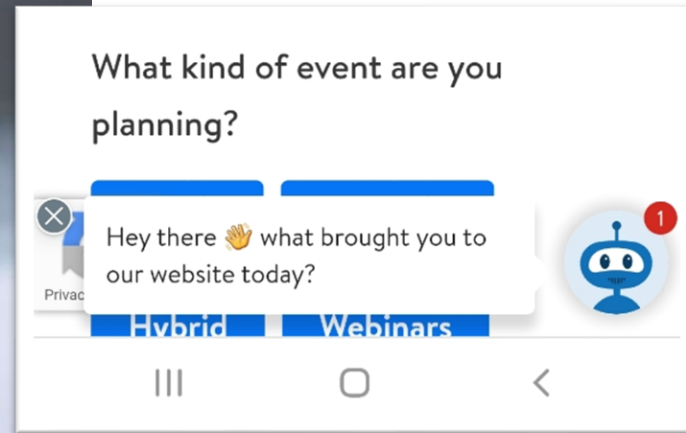 What kind of event are you
planning?
1
Hey there 👋 what brought you to
our website today?
Privac
Hybrid
Webinars